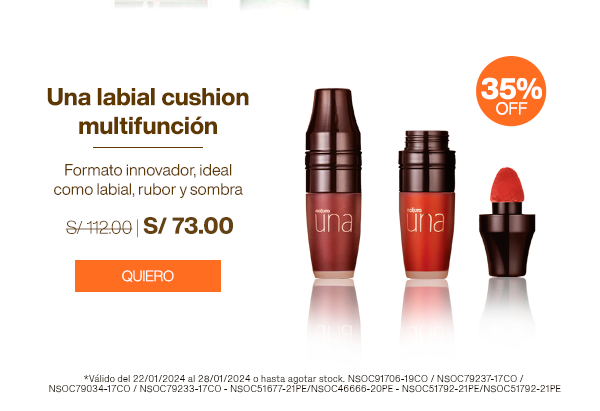 Una labial cushion
multifunción
Formato innovador, ideal
como labial, rubor y sombra
S/ 112.00 | S/ 73.00
QUIERO
35%
OFF
natura
una
natura
una
*Válido del 22/01/2024 al 28/01/2024 o hasta agotar stock. NSOC91706-19CO / NSOC79237-17CO /
NSOC79034-17CO / NSOC79233-17CO - NSOC51677-21PE/NSOC46666-20PE - NSOC51792-21PE/NSOC51792-21PE